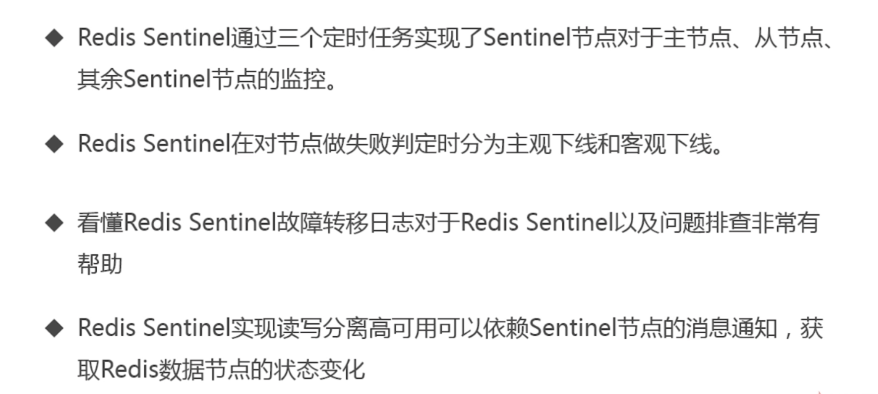 ◆ Redis Sentinel通过三个定时任务实现了Sentinel节点对于主节点、从节点、
其余Sentinel节点的监控。
◆ Redis Sentinel在对节点做失败判定时分为主观下线和客观下线。
◆ 看懂Redis Sentinel故障转移日志对于Redis Sentinel以及问题排查非常有
帮助
◆ Redis Sentinel实现读写分离高可用可以依赖Sentinel节点的消息通知，获
取Redis数据节点的状态变化